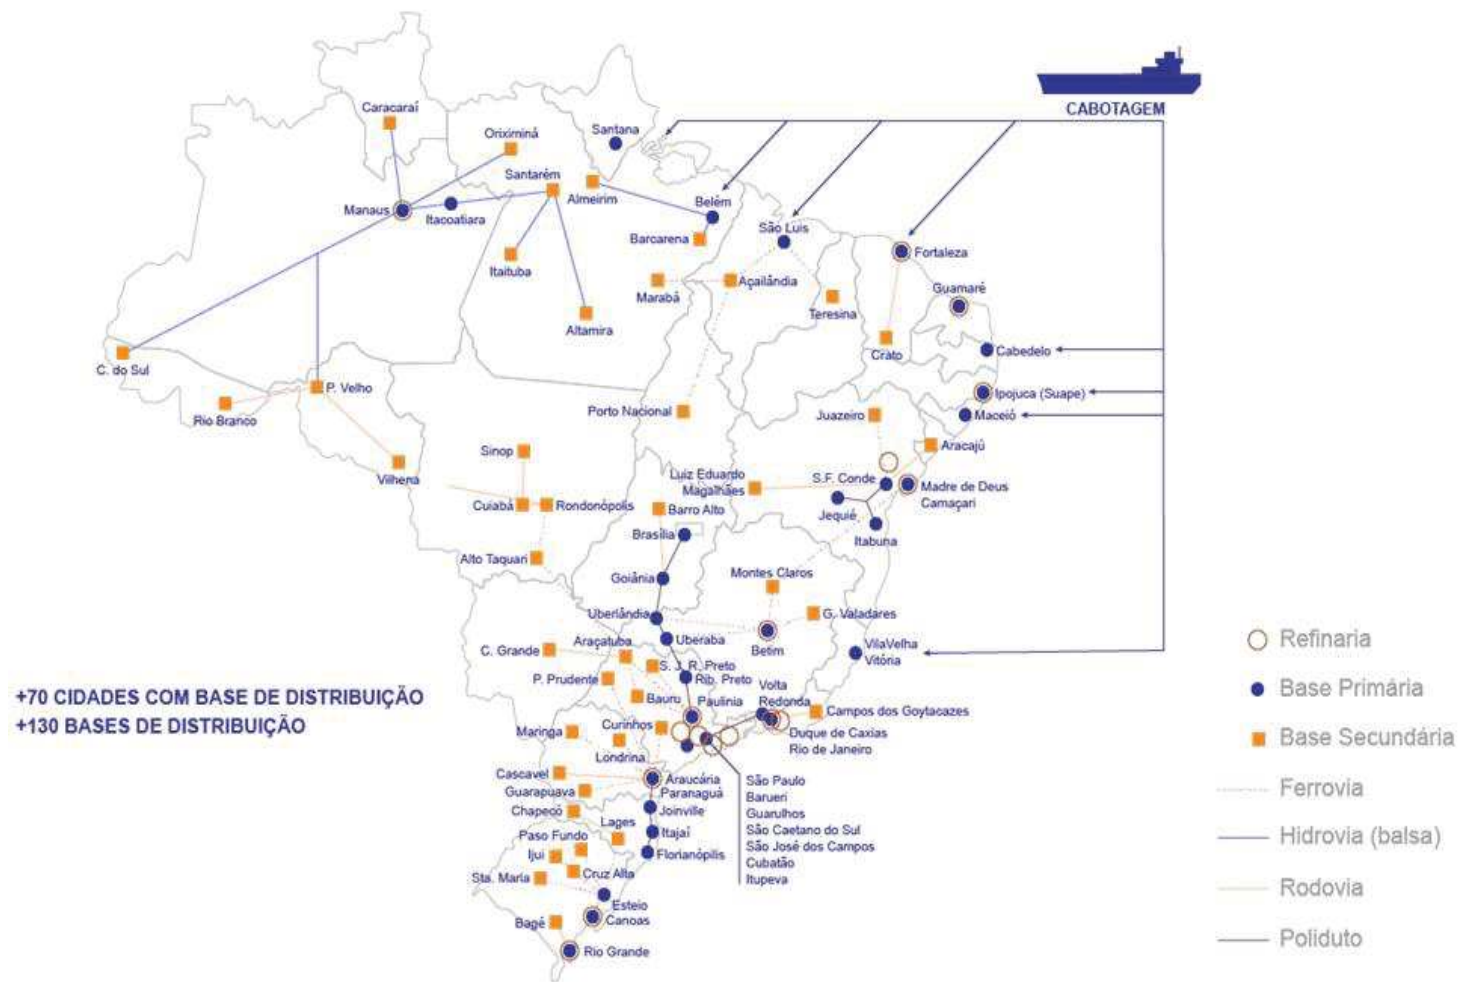 CABOTAGEM
Caracaraí
Oriximiná
Santana
Santarém
Almeirim
Manaus
Itacoatiara
Belém
Barcarena
São Luis
Fortaleza
Itaituba
Marabá
Açailândia
Guamaré
Teresina
Altamira
Crato
Cabedelo
C. do Sul
P. Velho
Rio Branco
Ipojuca (Suape)
Porto Nacional
Juazeiro
Maceió
Aracajú
Sinop
Vilhena
Luiz Eduardo
Magalhães
S.F. Conde
Madre de Deus
Camaçari
Cuiabá
Rondonópolis
Barro Alto
Jequié
Itabuna
Brasília
Alto Taquari
Goiânia
Montes Claros
Uberlândia
G. Valadares
Uberaba
Betim
VilaVelha
Vitória
Araçatuba
C. Grande
S. J. R. Preto
Rib. Preto
P. Prudente
Bauru
Paulinia
Volta
Redonda
Campos dos Goytacazes
Curinhos
Maringa
Londrina
Duque de Caxias
Rio de Janeiro
Cascavel
Araucária
Paranaguá
Guarapuava
Chapecó
Joinville
Lages
Itajaí
Paso Fundo
Florianópilis
Ijui
Cruz Alta
Sta. Maria
Esteio
Canoas
Bagé
Rio Grande
São Paulo
Barueri
Guarulhos
São Caetano do Sul
São José dos Campos
Cubatão
Itupeva
+70 CIDADES COM BASE DE DISTRIBUIÇÃO
+130 BASES DE DISTRIBUIÇÃO
Refinaria
Base Primária
Base Secundária
Ferrovia
Hidrovia (balsa)
Rodovia
Poliduto